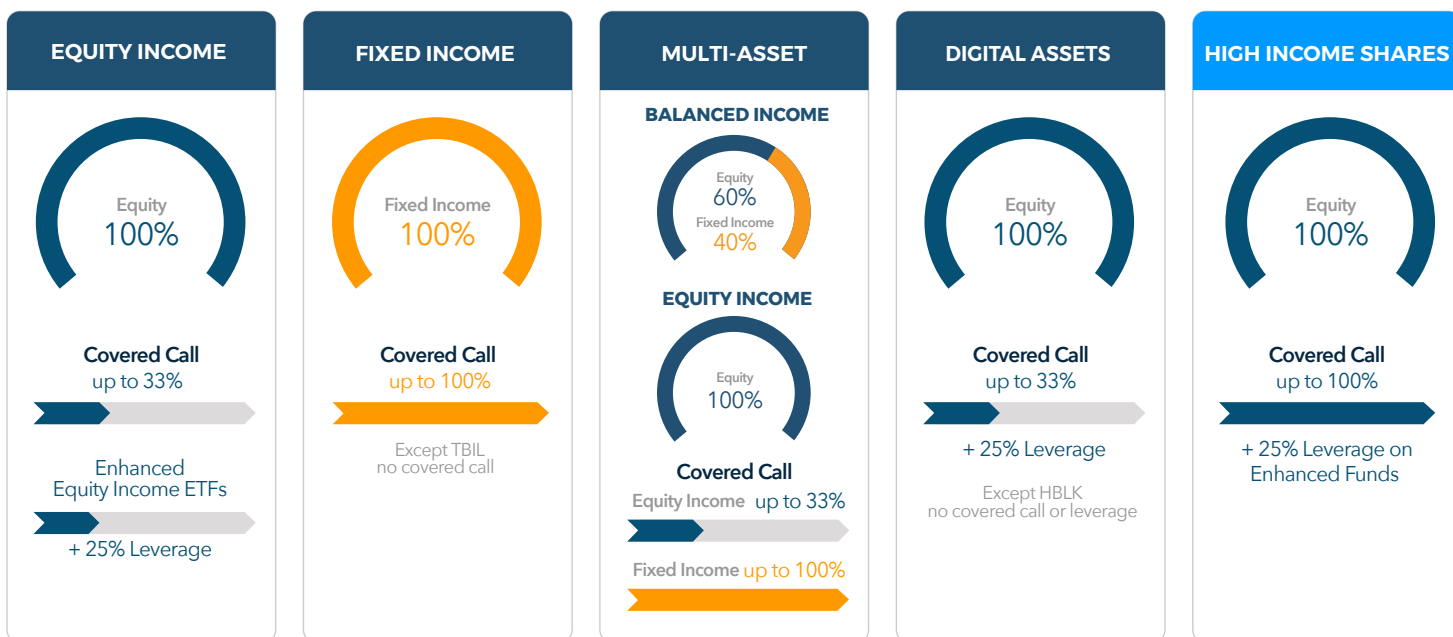 EQUITY INCOME
Equity
100%
Covered Call
up to 33%
Enhanced
Equity Income ETFs
+ 25% Leverage
FIXED INCOME
Fixed Income
100%
Covered Call
up to 100%
Except TBIL
no covered call
MULTI-ASSET
BALANCED INCOME
Equity
60%
Fixed Income
40%
EQUITY INCOME
Equity
100%
Covered Call
Equity Income up to 33%
Fixed Income up to 100%
DIGITAL ASSETS
Equity
100%
Covered Call
up to 33%
+ 25% Leverage
Except HBLK
no covered call or leverage
HIGH INCOME SHARES
Equity
100%
Covered Call
up to 100%
+ 25% Leverage on
Enhanced Funds